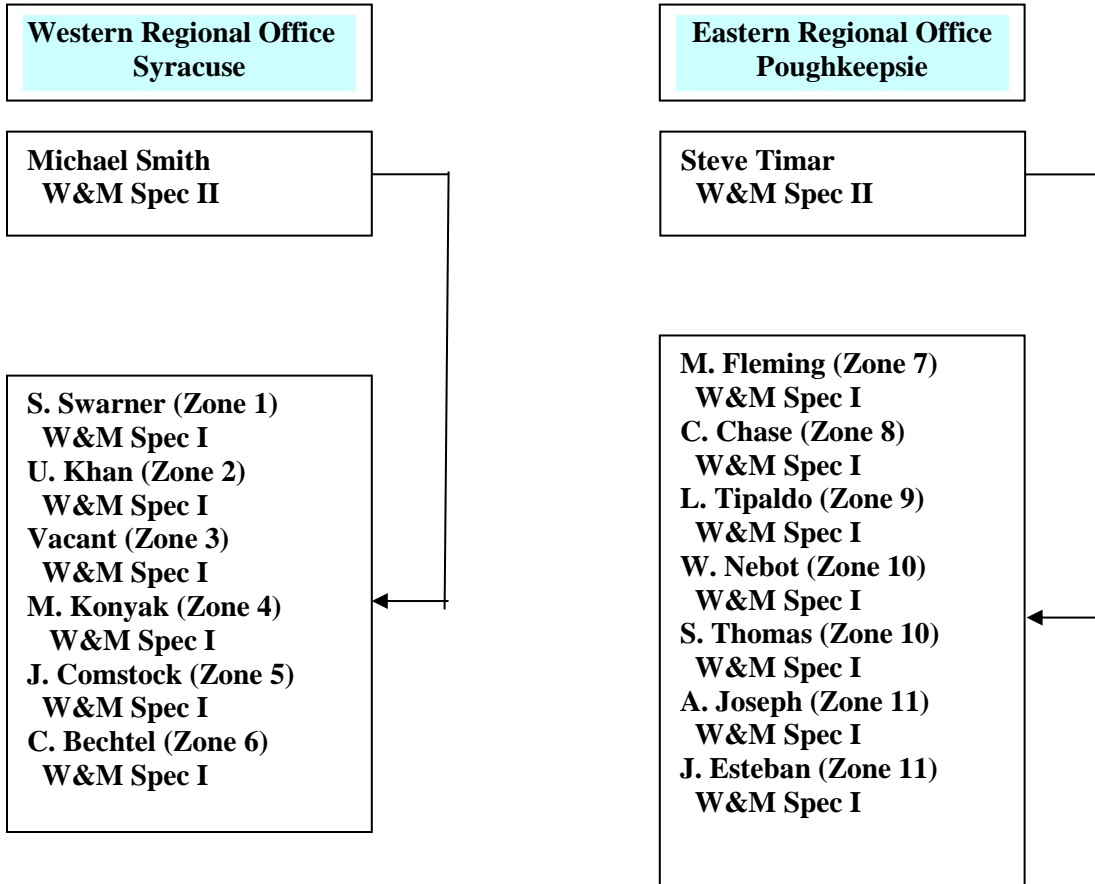 Western Regional Office
Syracuse
Michael Smith
W&M Spec II
S. Swarner (Zone 1)
W&M Spec I
U. Khan (Zone 2)
W&M Spec I
Vacant (Zone 3)
W&M Spec I
M. Konyak (Zone 4)
W&M Spec I
J. Comstock (Zone 5)
W&M Spec I
C. Bechtel (Zone 6)
W&M Spec I
Eastern Regional Office
Poughkeepsie
Steve Timar
W&M Spec II
M. Fleming (Zone 7)
W&M Spec I
C. Chase (Zone 8)
W&M Spec I
L. Tipaldo (Zone 9)
W&M Spec I
W. Nebot (Zone 10)
W&M Spec I
S. Thomas (Zone 10)
W&M Spec I
A. Joseph (Zone 11)
W&M Spec I
J. Esteban (Zone 11)
W&M Spec I